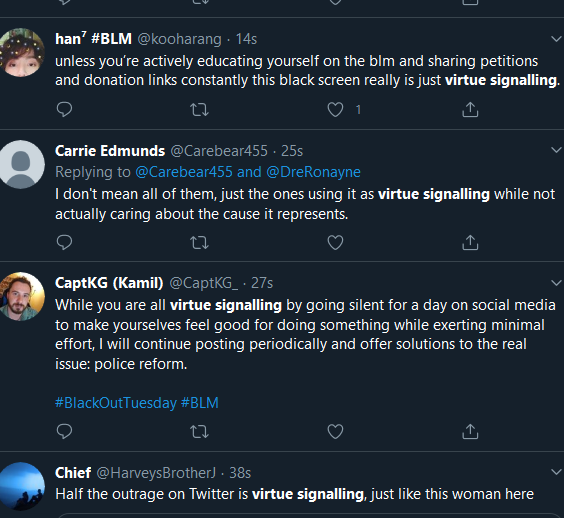 han⁷ #BLM @kooharang · 14s
unless you’re actively educating yourself on the blm and sharing petitions
and donation links constantly this black screen really is just virtue signalling.
1
Carrie Edmunds @Carebear455 · 25s
Replying to @Carebear455 and @DreRonayne
I don't mean all of them, just the ones using it as virtue signalling while not
actually caring about the cause it represents.
CaptKG (Kamil) @CaptKG_ · 27s
While you are all virtue signalling by going silent for a day on social media
to make yourselves feel good for doing something while exerting minimal
effort, I will continue posting periodically and offer solutions to the real
issue: police reform.
#BlackOutTuesday #BLM
Chief @HarveysBrotherJ · 38s
Half the outrage on Twitter is virtue signalling, just like this woman here